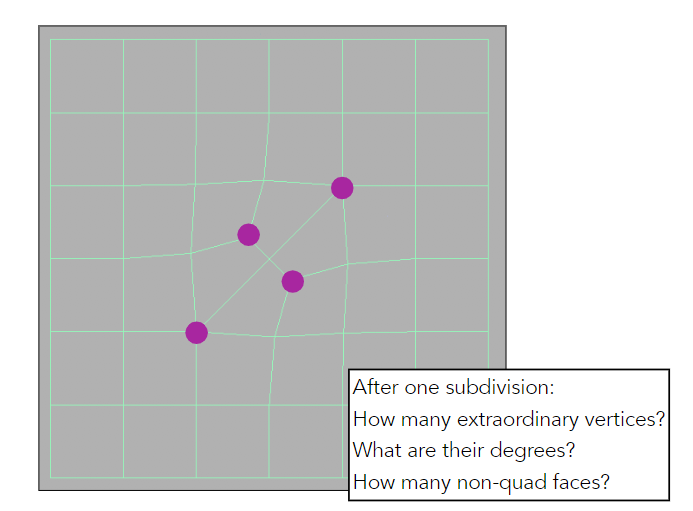 After one subdivision:
How many extraordinary vertices?
What are their degrees?
How many non-quad faces?